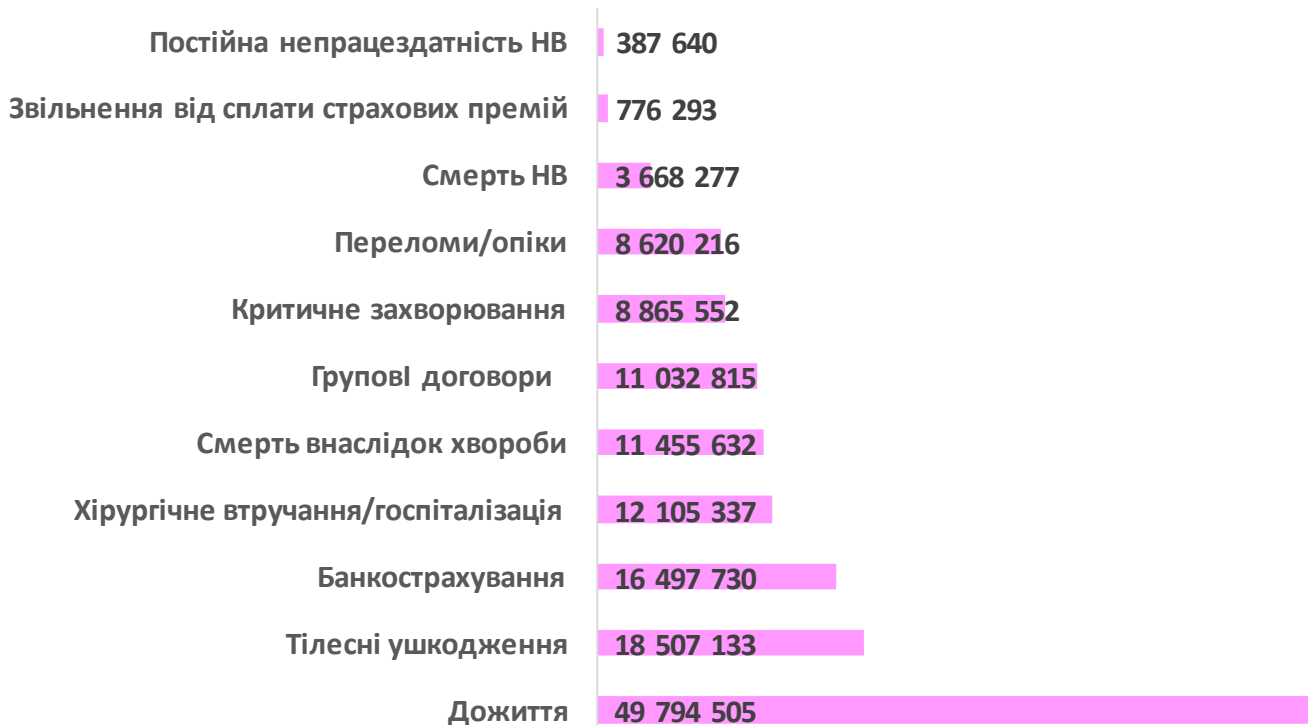 Постійна непрацездатність НВ 387 640
Звільнення від сплати страхових премій 776 293
Смерть НВ 3 668 277
Переломи/опіки 8 620 216
Критичне захворювання 8 865 552
ГруповІ договори 11 032 815
Смерть внаслідок хвороби 11 455 632
Хірургічне втручання/госпіталізація 12 105 337
Банкострахування 16 497 730
Тілесні ушкодження 18 507 133
Дожиття 49 794 505